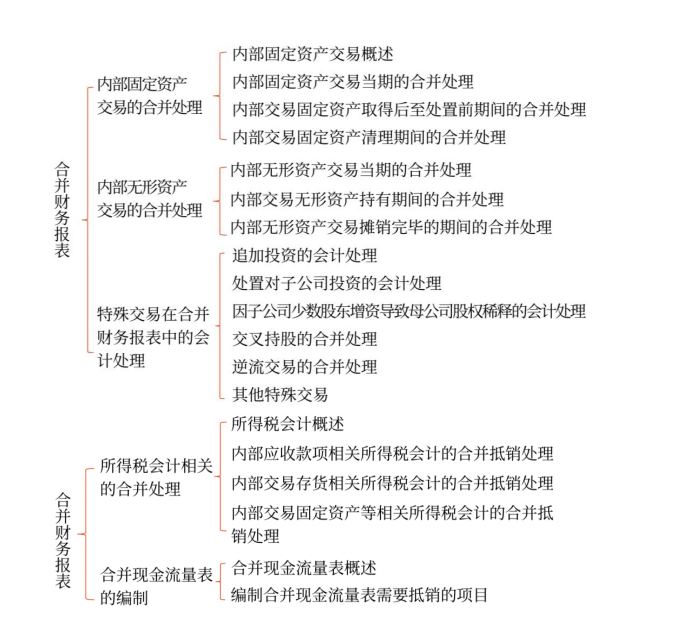 合并财务报表
内部固定资产
交易的合并处理
内部固定资产交易概述
内部固定资产交易当期的合并处理
内部交易固定资产取得后至处置前期间的合并处理
内部交易固定资产清理期间的合并处理
内部无形资产
交易的合并处理
内部无形资产交易当期的合并处理
内部交易无形资产持有期间的合并处理
内部无形资产交易摊销完毕的期间的合并处理
特殊交易在合并
财务报表中的会
计处理
追加投资的会计处理
处置对子公司投资的会计处理
因子公司少数股东增资导致母公司股权稀释的会计处理
交叉持股的合并处理
逆流交易的合并处理
其他特殊交易
合并财务报表
所得税会计相关
的合并处理
所得税会计概述
内部应收款项相关所得税会计的合并抵销处理
内部交易存货相关所得税会计的合并抵销处理
内部交易固定资产等相关所得税会计的合并抵
销处理
合并现金流量表
的编制
合并现金流量表概述
编制合并现金流量表需要抵销的项目